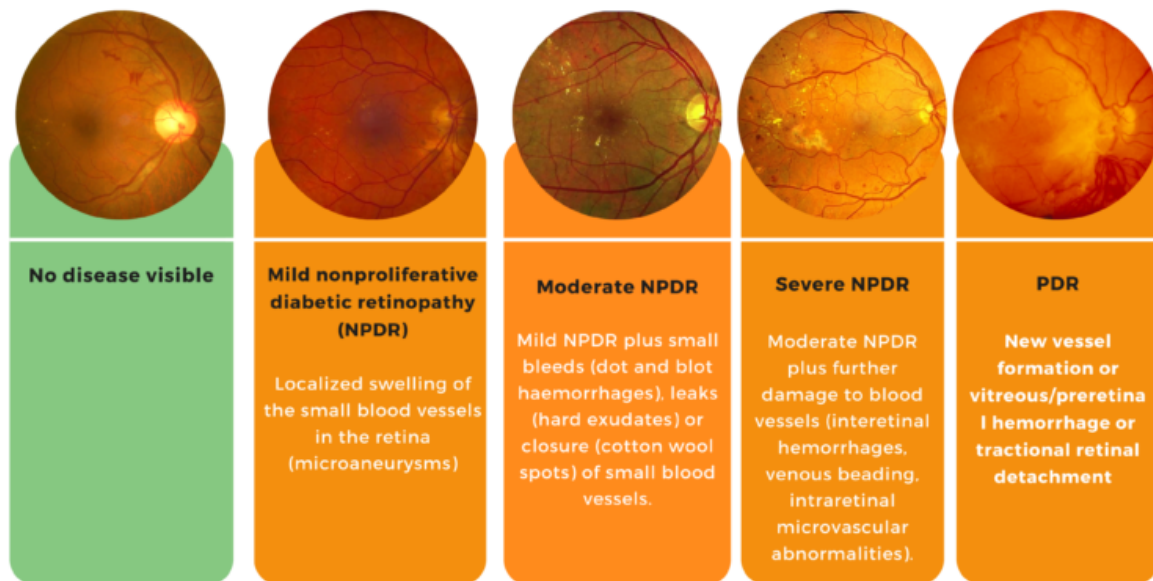 No disease visible
Mild nonproliferative
diabetic retinopathy
(NPDR)
Localized swelling of
the small blood vessels
in the retina
(microaneurysms)
Moderate NPDR
Mild NPDR plus small
bleeds (dot and blot
haemorrhages), leaks
(hard exudates) or
closure (cotton wool
spots) of small blood
vessels.
Severe NPDR
Moderate NPDR
plus further
damage to blood
vessels (interetinal
hemorrhages,
venous beading,
intraretinal
microvascular
abnormalities).
PDR
New vessel
formation or
vitreous/preretina
l hemorrhage or
tractional retinal
detachment